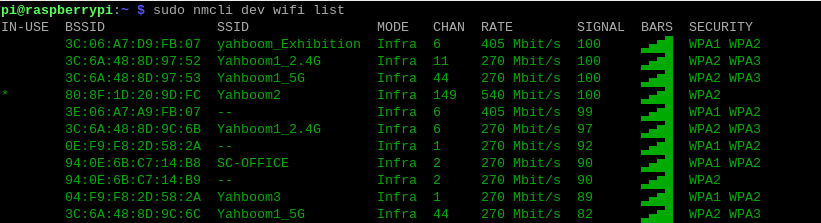 pi@raspberrypi:~ $ sudo nmcli dev wifi list
IN-USE  BSSID              SSID                MODE   CHAN  RATE        SIGNAL  BARS  SECURITY
        3C:06:A7:D9:FB:07  yahboom_Exhibition  Infra  6     405 Mbit/s  100     ▂▄▆█  WPA1 WPA2
        3C:6A:48:8D:97:52  Yahboom1_2.4G       Infra  11    270 Mbit/s  100     ▂▄▆█  WPA2 WPA3
        3C:6A:48:8D:97:53  Yahboom1_5G         Infra  44    270 Mbit/s  100     ▂▄▆█  WPA2 WPA3
*       80:8F:1D:20:9D:FC  Yahboom2            Infra  149   540 Mbit/s  100     ▂▄▆█  WPA2
        3E:06:A7:A9:FB:07  --                  Infra  6     405 Mbit/s  99      ▂▄▆█  WPA1 WPA2
        3C:6A:48:8D:9C:6B  Yahboom1_2.4G       Infra  6     270 Mbit/s  97      ▂▄▆█  WPA2 WPA3
        0E:F9:F8:2D:58:2A  --                  Infra  1     270 Mbit/s  92      ▂▄▆█  WPA1 WPA2
        94:0E:6B:C7:14:B8  SC-OFFICE           Infra  2     270 Mbit/s  90      ▂▄▆█  WPA1 WPA2
        94:0E:6B:C7:14:B9  --                  Infra  2     270 Mbit/s  90      ▂▄▆█  WPA2
        04:F9:F8:2D:58:2A  Yahboom3            Infra  1     270 Mbit/s  89      ▂▄▆█  WPA1 WPA2
        3C:6A:48:8D:9C:6C  Yahboom1_5G         Infra  44    270 Mbit/s  82      ▂▄▆█  WPA2 WPA3